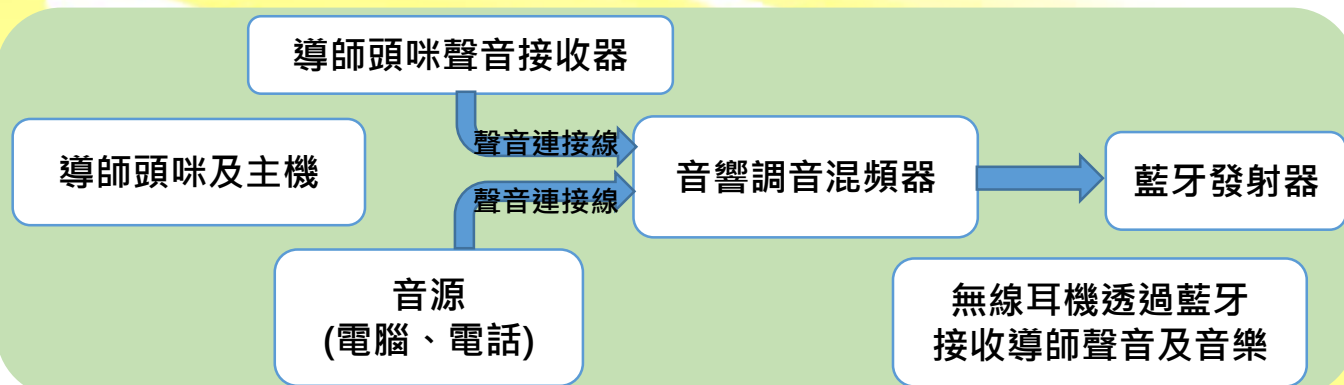 導師頭咪聲音接收器
聲音連接線
導師頭咪及主機
音響調音混頻器
藍牙發射器
聲音連接線
音源
(電腦、電話)
無線耳機透過藍牙
接收導師聲音及音樂